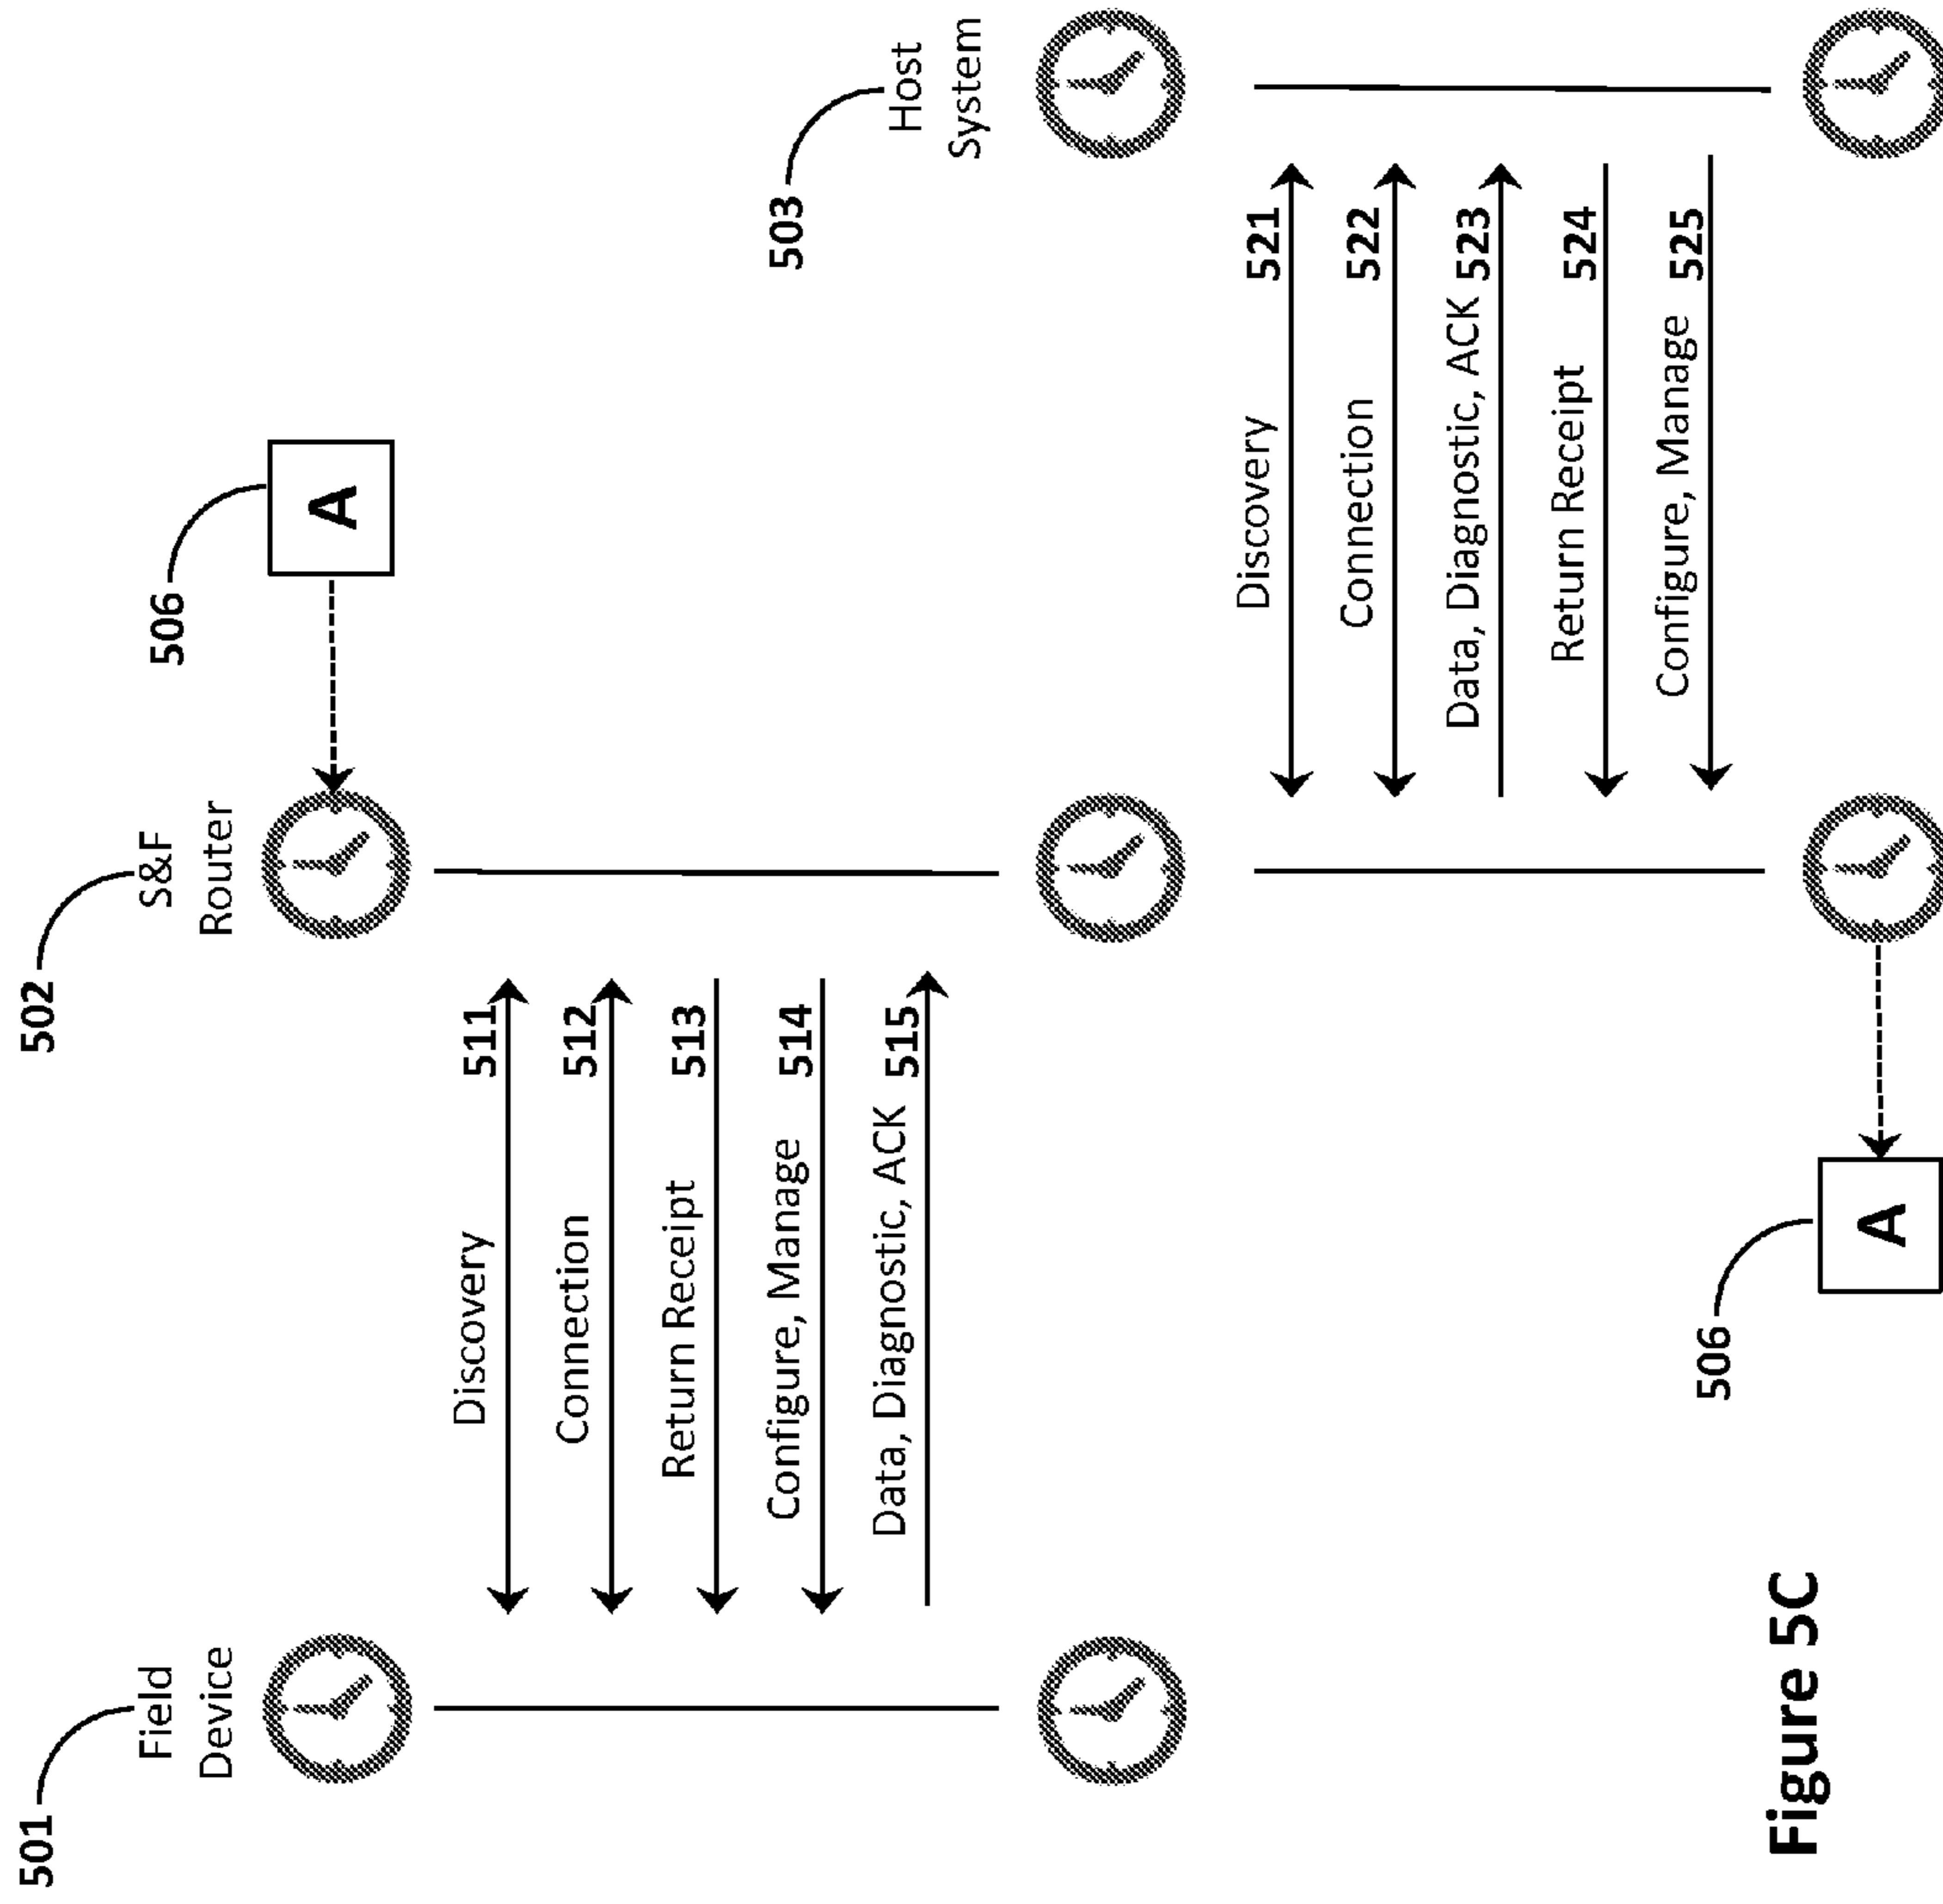 501
Field
Device
502
S&F
Router
506
A
503
Host
System
Discovery 511
Connection 512
Return Receipt 513
Configure, Manage 514
Data, Diagnostic, ACK 515
Discovery 521
Connection 522
Data, Diagnostic, ACK 523
Return Receipt 524
Configure, Manage 525
506
A
Figure 5C